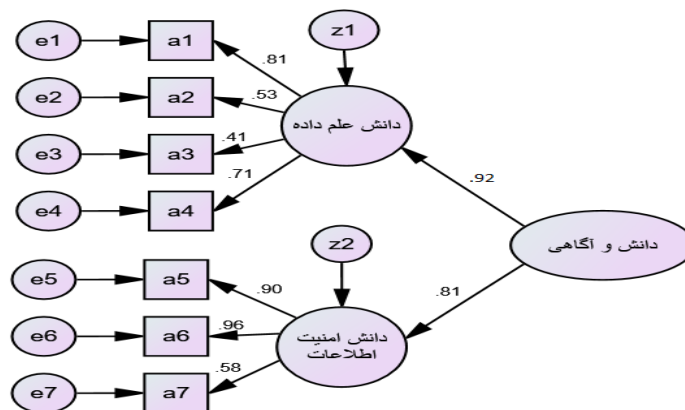 z1
e1 a1
.81
e2 a2
.53
دانش علم داده
e3 a3
.41
e4 a4
.71
.92
z2
دانش و آگاهی
e5 a5
.90
.81
e6 a6
.96
دانش امنیت
اطلاعات
.58
e7 a7